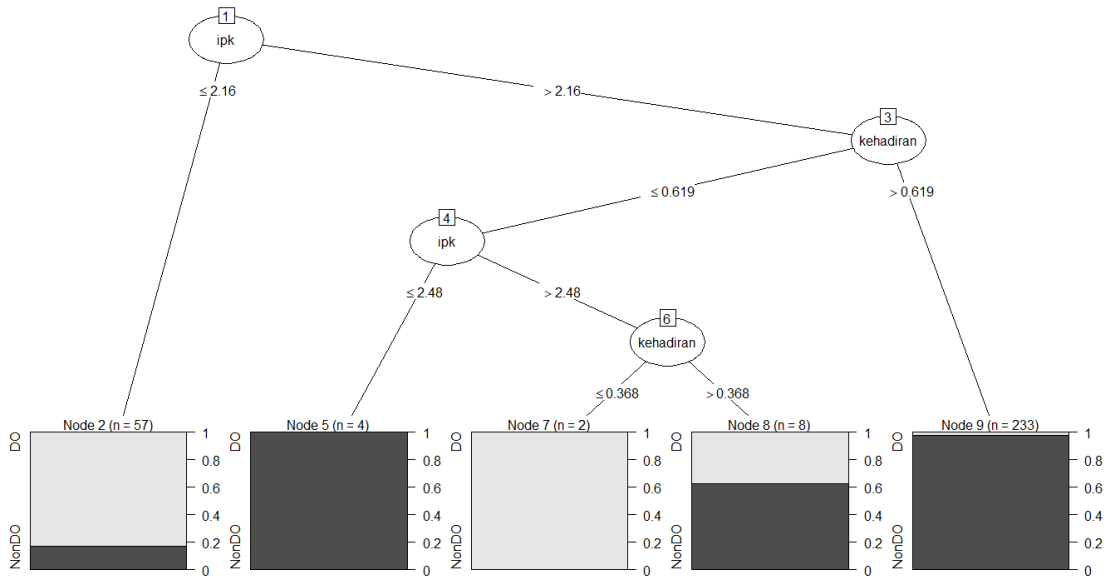 1
ipk
≤ 2.16
> 2.16
3
kehadiran
≤ 0.619
> 0.619
4
ipk
≤ 2.48
> 2.48
6
kehadiran
≤ 0.368
> 0.368
Node 2 (n = 57)
DO
NonDO
1
0.8
0.6
0.4
0.2
0
Node 5 (n = 4)
DO
NonDO
1
0.8
0.6
0.4
0.2
0
Node 7 (n = 2)
DO
NonDO
1
0.8
0.6
0.4
0.2
0
Node 8 (n = 8)
DO
NonDO
1
0.8
0.6
0.4
0.2
0
Node 9 (n = 233)
DO
NonDO
1
0.8
0.6
0.4
0.2
0